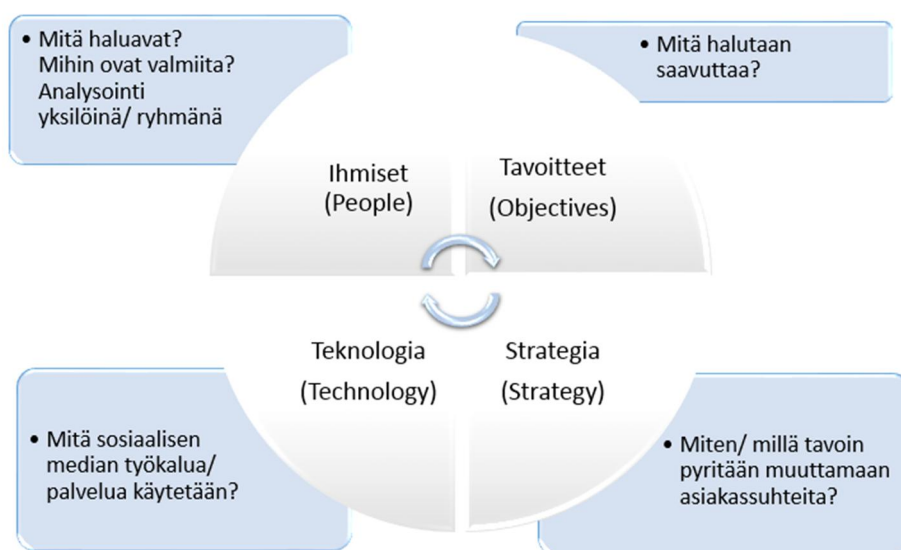 • Mitä haluavat?
Mihin ovat valmiita?
Analysointi
yksilöinä/ ryhmänä
• Mitä halutaan
saavuttaa?
Ihmiset
(People)
Tavoitteet
(Objectives)
Teknologia
(Technology)
Strategia
(Strategy)
• Mitä sosiaalisen
median työkalua/
palvelua käytetään?
• Miten/ millä tavoin
pyritään muuttamaan
asiakassuhteita?